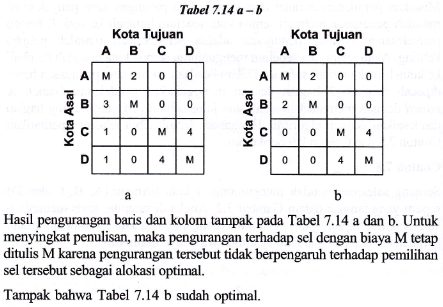 Tabel 7.14 a – b
Kota Tujuan
A B C D
Kota Asal
A M 2 0 0
B 3 M 0 0
C 1 0 M 4
D 1 0 4 M
a
Kota Tujuan
A B C D
Kota Asal
A M 2 0 0
B 2 M 0 0
C 0 0 M 4
D 0 0 4 M
b
Hasil pengurangan baris dan kolom tampak pada Tabel 7.14 a dan b. Untuk
menyingkat penulisan, maka pengurangan terhadap sel dengan biaya M tetap
ditulis M karena pengurangan tersebut tidak berpengaruh terhadap pemilihan
sel tersebut sebagai alokasi optimal.
Tampak bahwa Tabel 7.14 b sudah optimal.